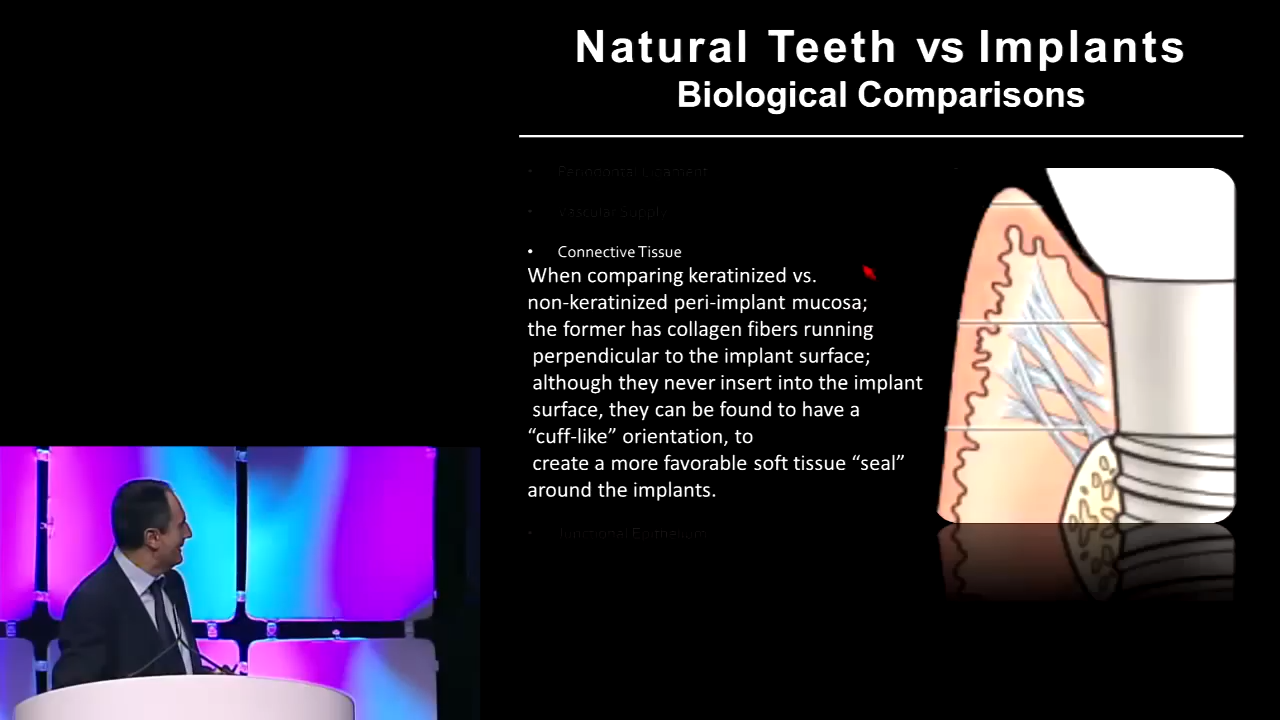 Natural Teeth vs Implants
Biological Comparisons
• Periodontal Ligament
• Vascular Supply
• Connective Tissue
When comparing keratinized vs.
non-keratinized peri-implant mucosa;
the former has collagen fibers running
perpendicular to the implant surface;
although they never insert into the implant
surface, they can be found to have a
“cuff-like” orientation, to
create a more favorable soft tissue “seal”
around the implants.
• Junctional Epithelium